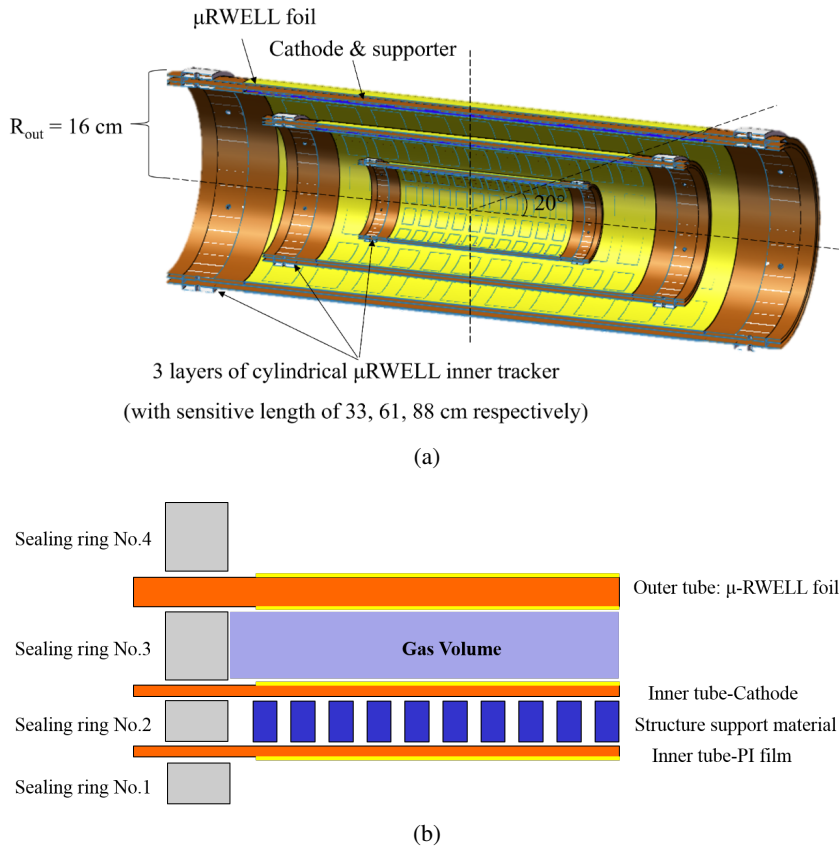 μRWELL foil
Cathode & supporter
R_out = 16 cm
20°
3 layers of cylindrical μRWELL inner tracker
(with sensitive length of 33, 61, 88 cm respectively)
(a)
Sealing ring No.4
Outer tube: μ-RWELL foil
Sealing ring No.3
Gas Volume
Inner tube-Cathode
Sealing ring No.2
Structure support material
Inner tube-PI film
Sealing ring No.1
(b)